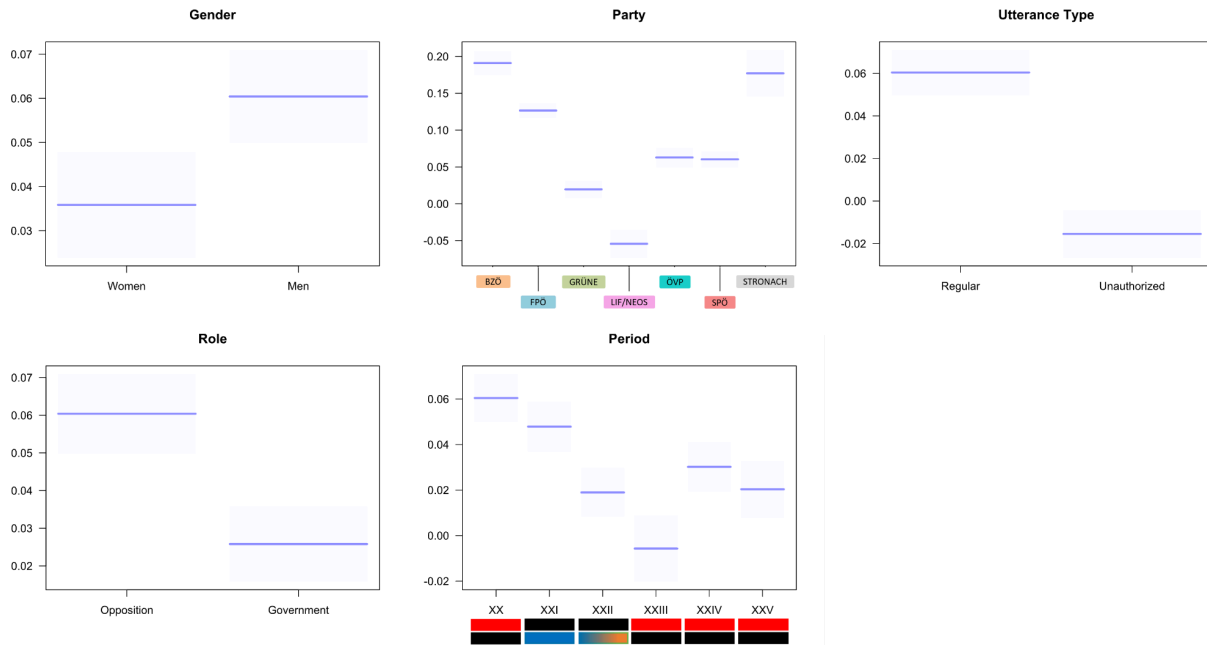 Gender
0.07
0.06
0.05
0.04
0.03
Women Men
Party
0.20
0.15
0.10
0.05
0.00
-0.05
BZÖ GRÜNE ÖVP STRONACH
FPÖ LIF/NEOS SPÖ
Utterance Type
0.06
0.04
0.02
0.00
-0.02
Regular Unauthorized
Role
0.07
0.06
0.05
0.04
0.03
0.02
Opposition Government
Period
0.06
0.04
0.02
0.00
-0.02
XX XXI XXII XXIII XXIV XXV